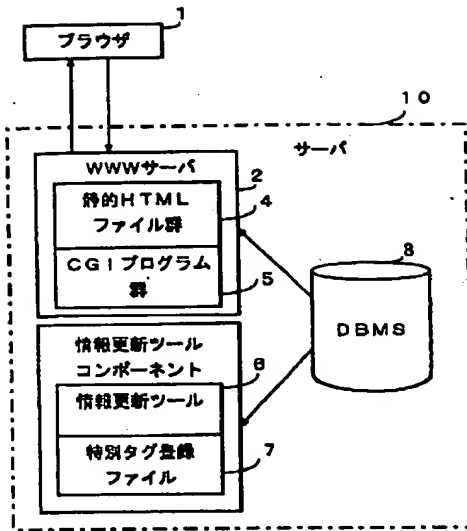 1
ブラウザ
10
サーバ
WWWサーバ
2
静的HTML
ファイル群
4
CGIプログラム
群
5
8
DBMS
情報更新ツール
コンポーネント
6
情報更新ツール
特別タグ登録
ファイル
7